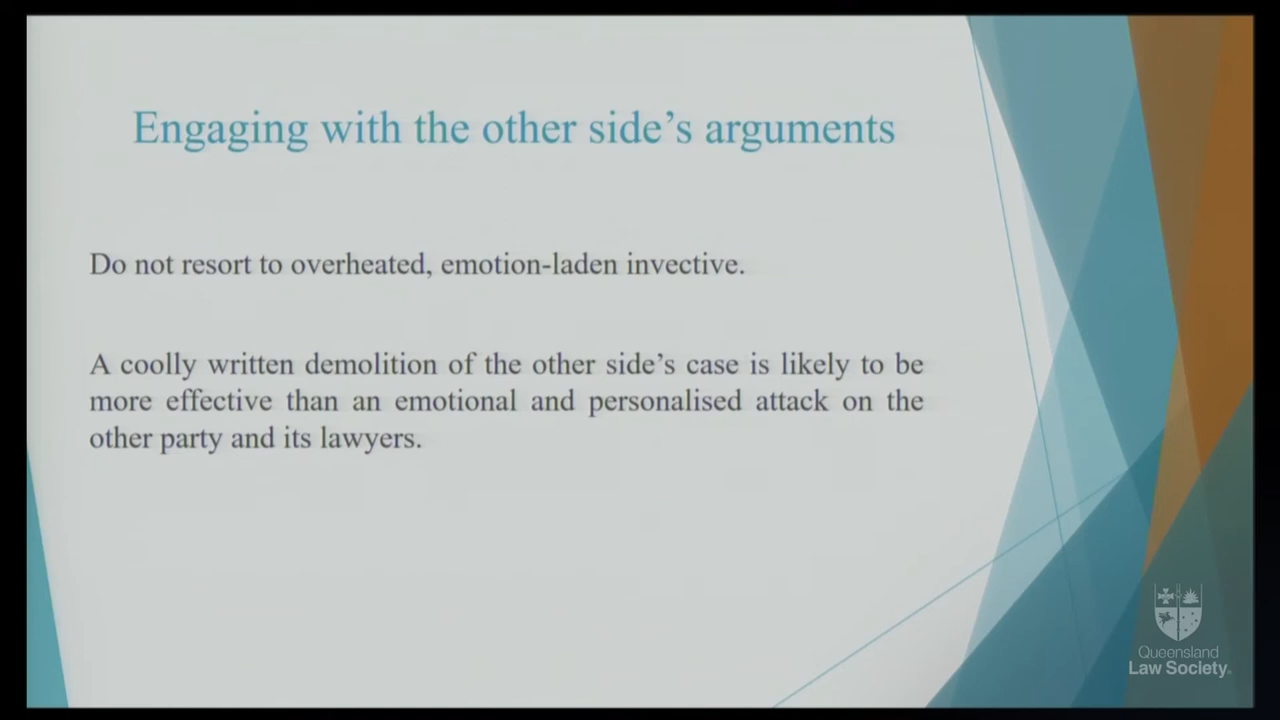 Engaging with the other side’s arguments
Do not resort to overheated, emotion-laden invective.
A coolly written demolition of the other side’s case is likely to be
more effective than an emotional and personalised attack on the
other party and its lawyers.
Queensland
Law Society.